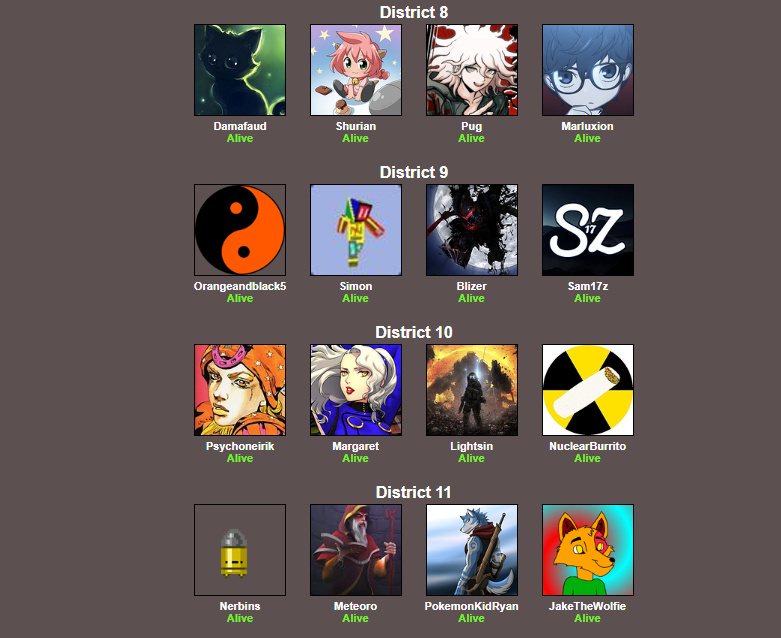 District 8
Damafaud Shurian Pug Marluxion
Alive Alive Alive Alive
District 9
SZ
17
Orangeandblack5 Simon Blizer Sam17z
Alive Alive Alive Alive
District 10
Psychoneirik Margaret Lightsin NuclearBurrito
Alive Alive Alive Alive
District 11
Nerbins Meteoro PokemonKidRyan JakeTheWolfie
Alive Alive Alive Alive